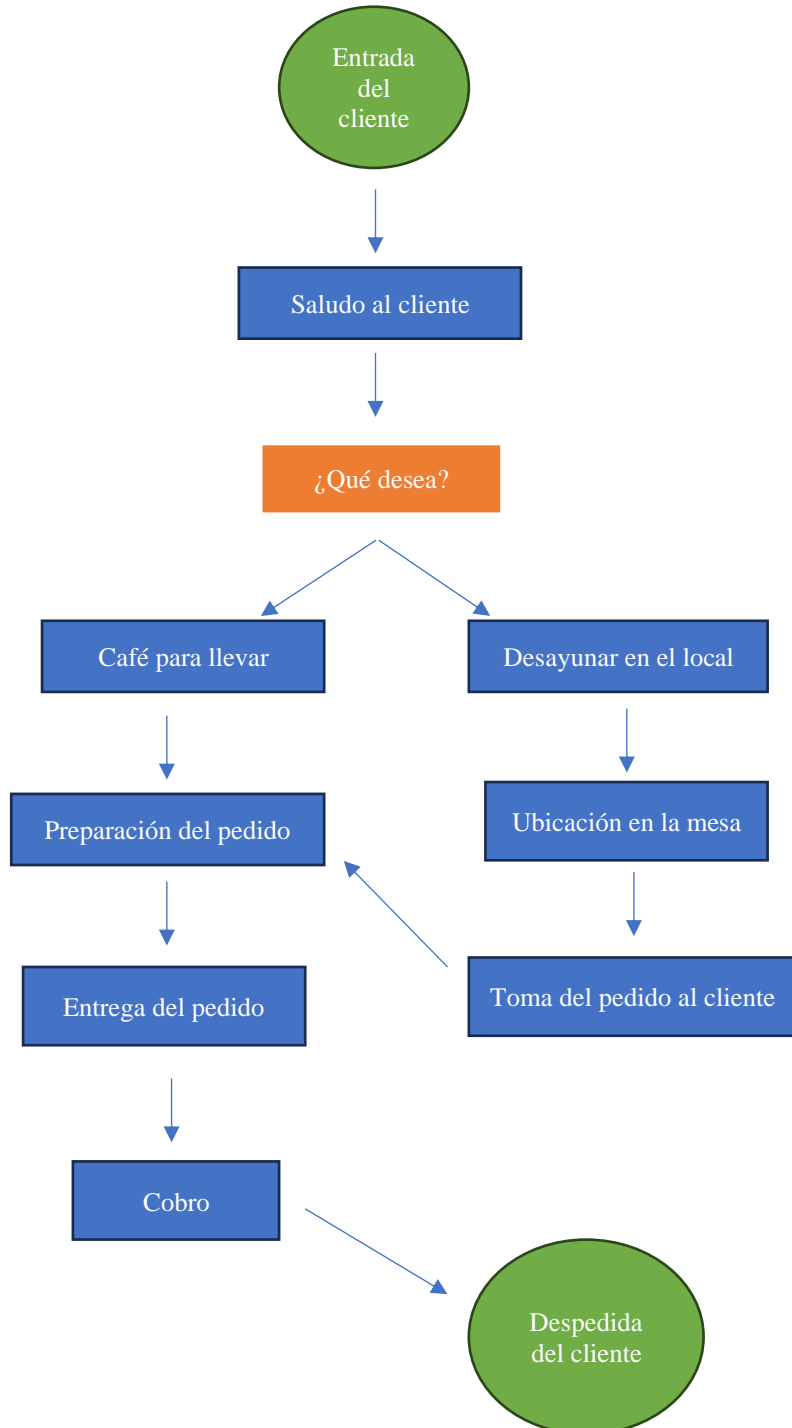 Entrada
del
cliente
Saludo al cliente
¿Qué desea?
Café para llevar
Desayunar en el local
Preparación del pedido
Ubicación en la mesa
Entrega del pedido
Toma del pedido al cliente
Cobro
Despedida
del cliente